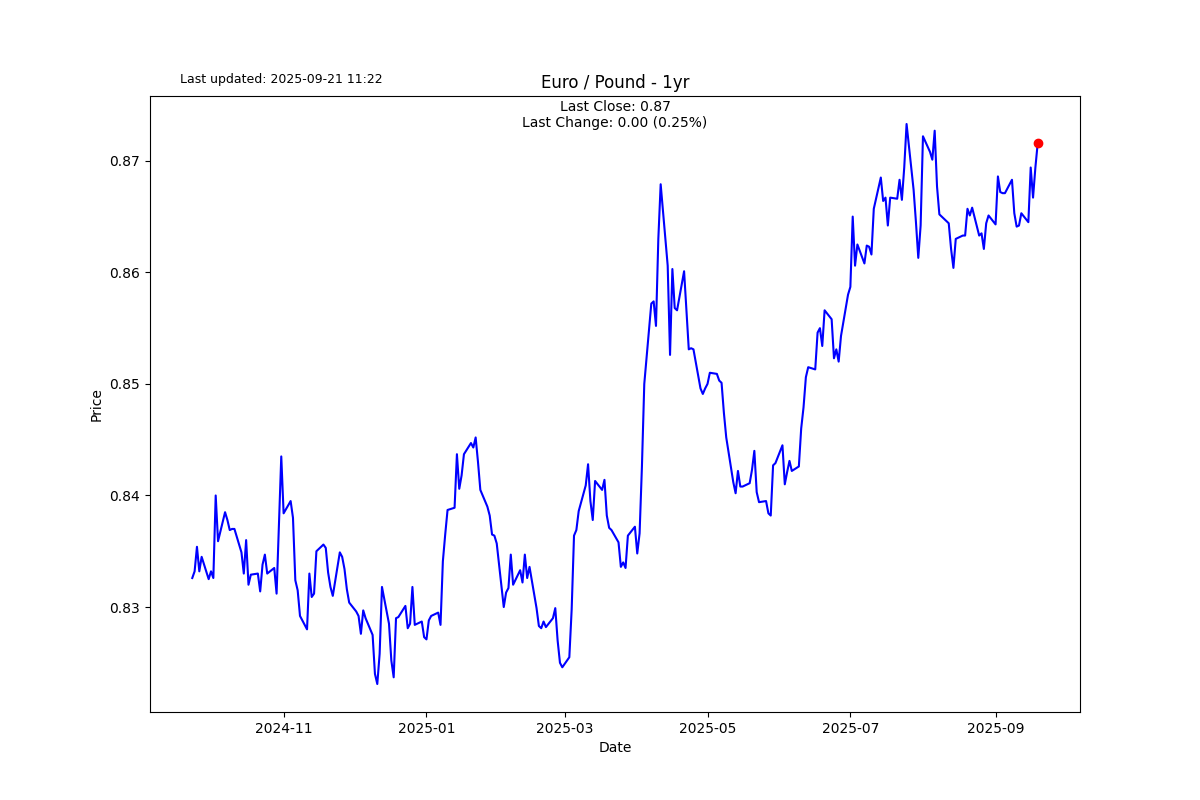 Last updated: 2025-09-21 11:22
Euro / Pound - 1yr
Last Close: 0.87
Last Change: 0.00 (0.25%)
Price
0.87
0.86
0.85
0.84
0.83
2024-11
2025-01
2025-03
2025-05
2025-07
2025-09
Date